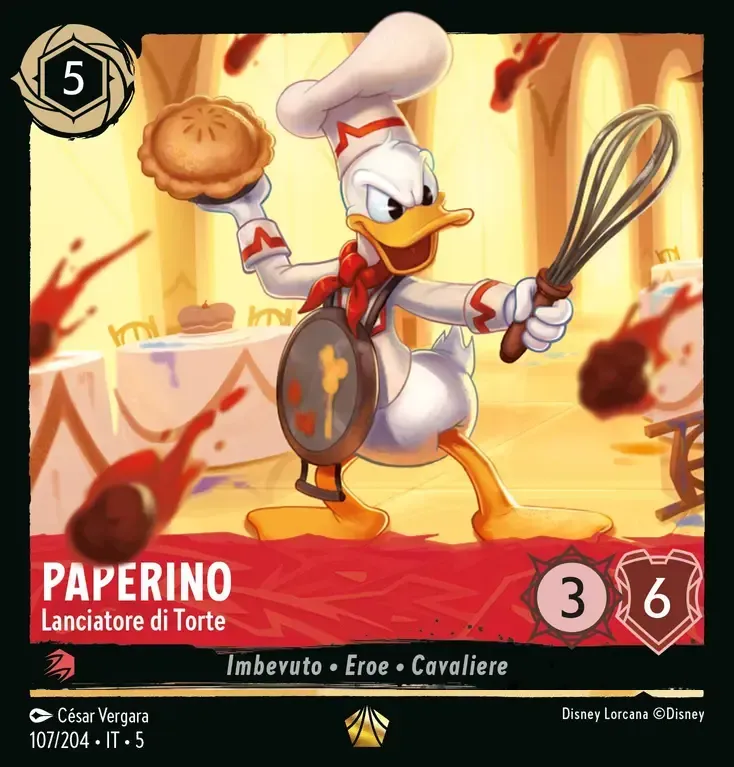 5
PAPERINO
Lanciatore di Torte
3
6
Imbevuto • Eroe • Cavaliere
César Vergara
Disney Lorcana ©Disney
107/204 • IT • 5